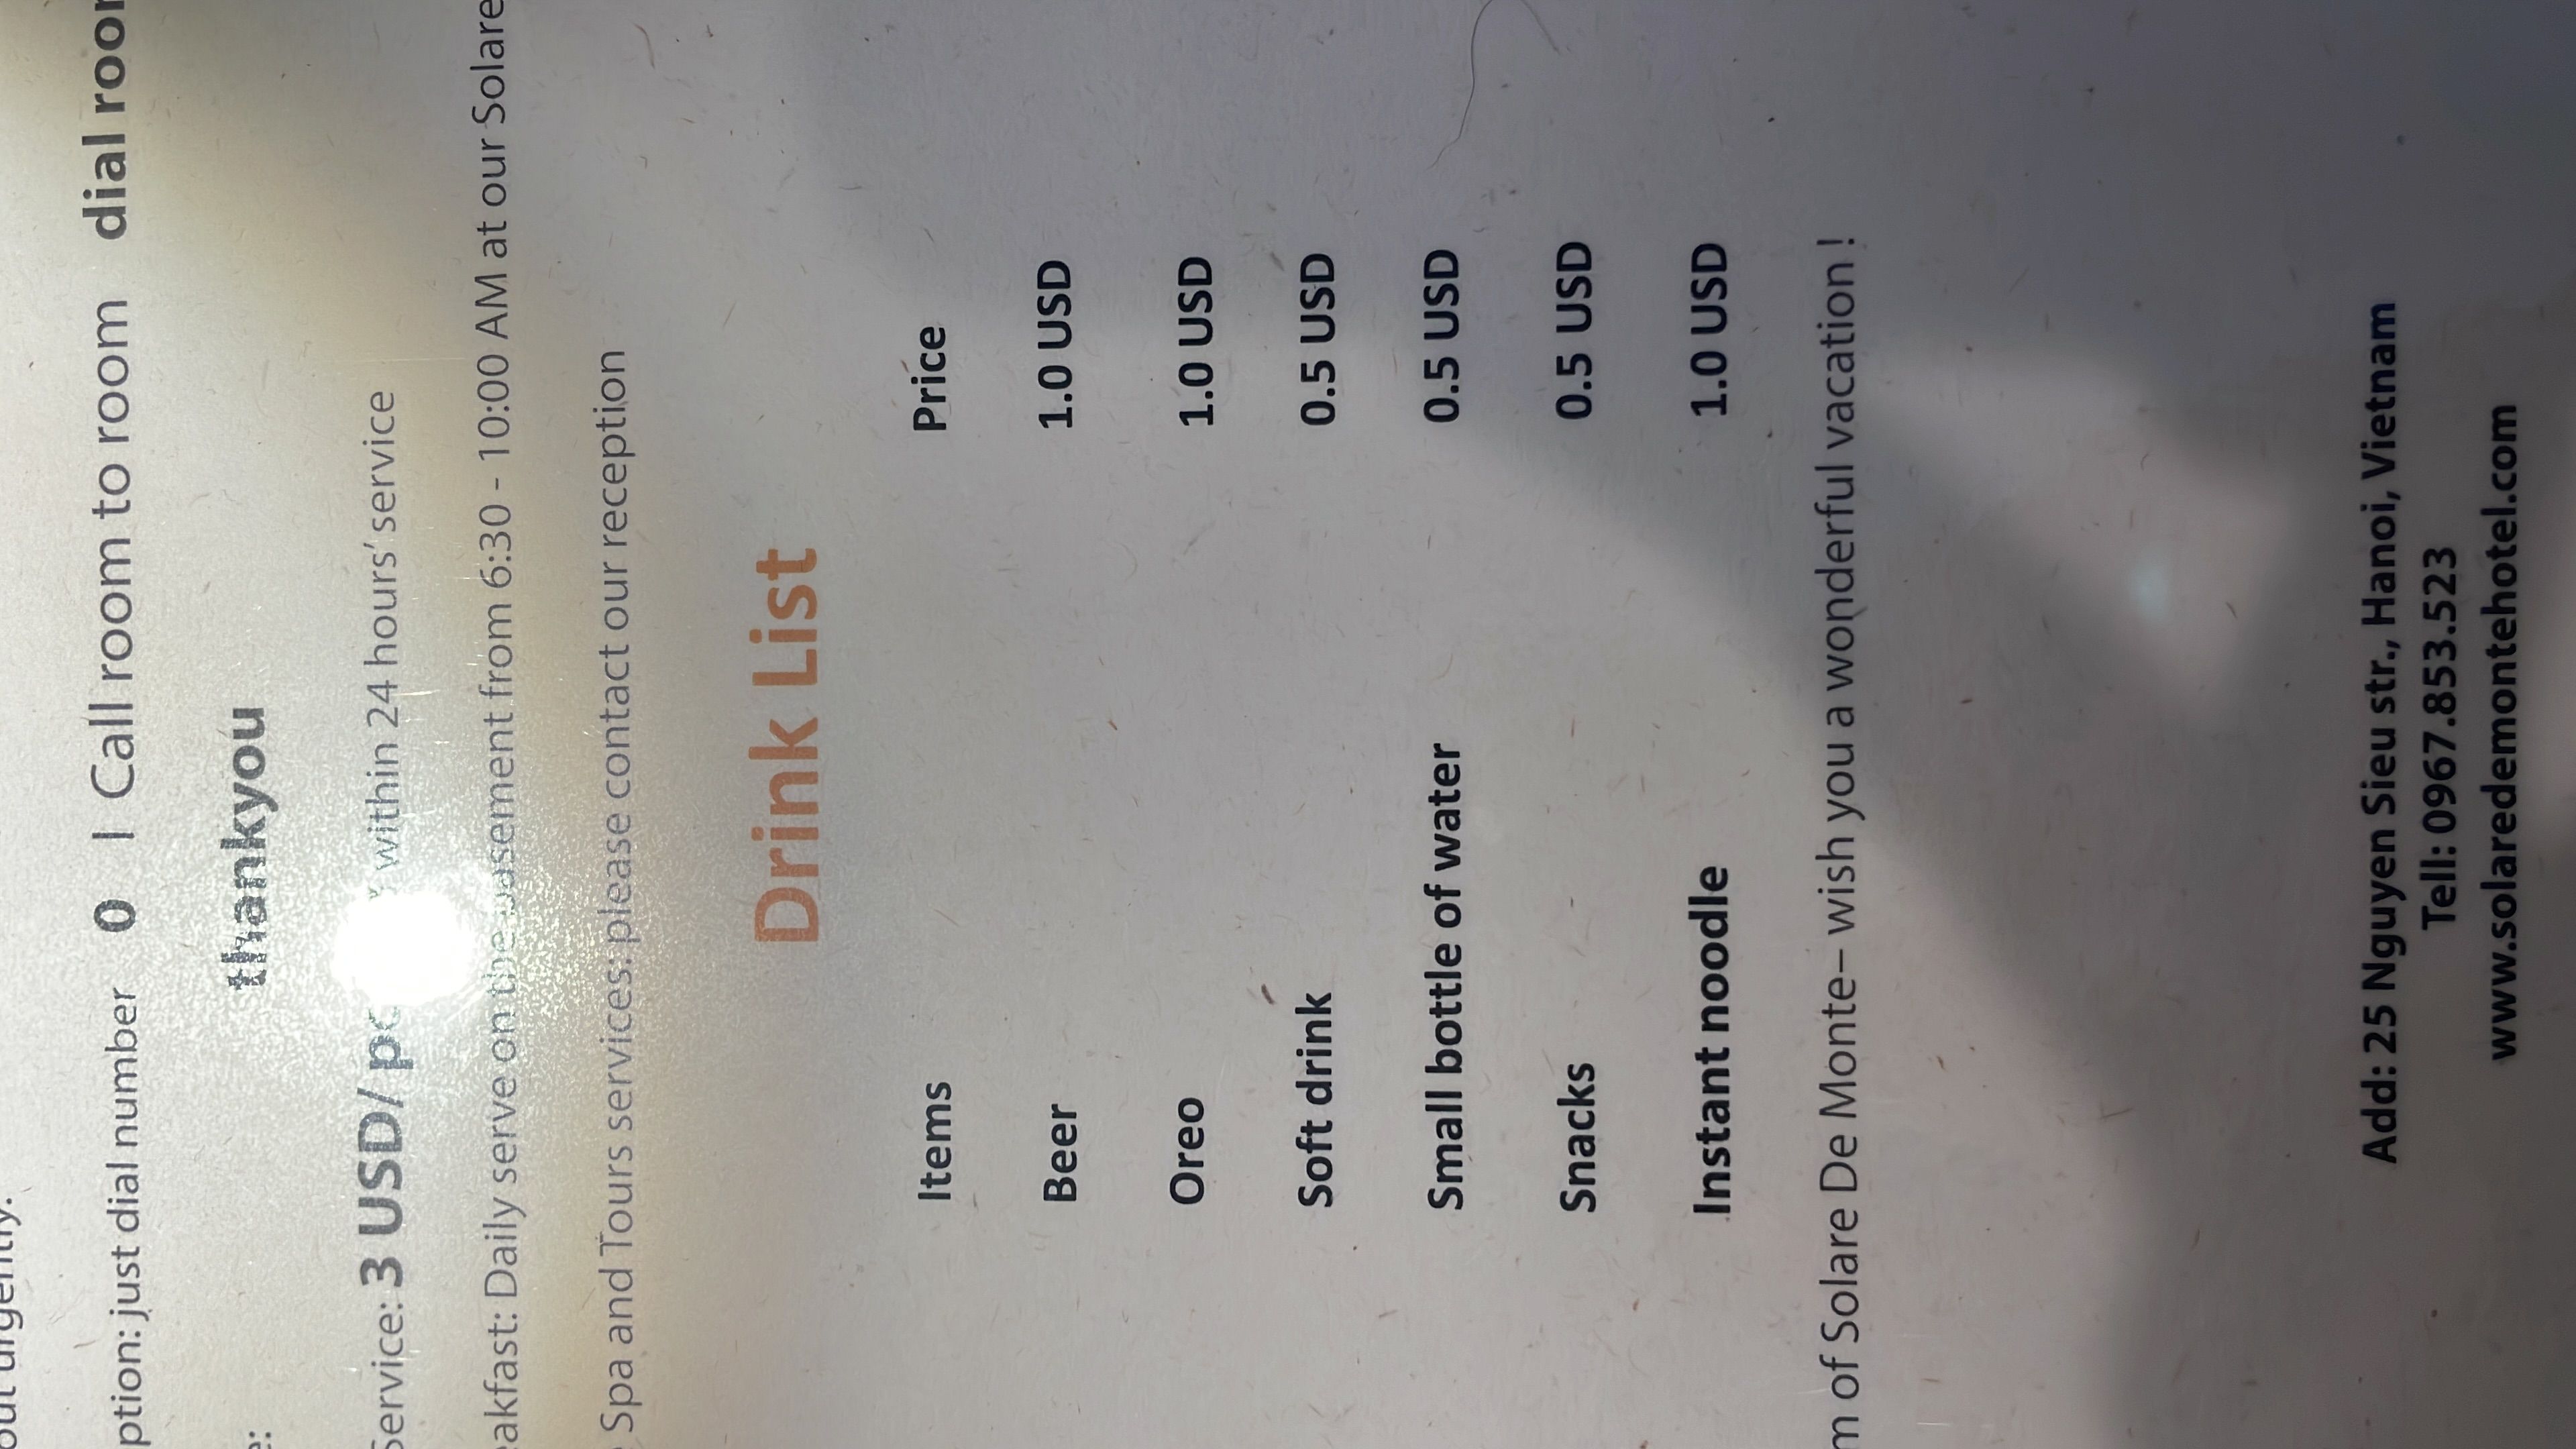 out urgently.
ption: just dial number 0 | Call room to room dial roor
e: thankyou
Service: 3 USD/ within 24 hours' service
eakfast: Daily serve on the basement from 6:30 - 10:00 AM at our Solare
Spa and Tours services: please contact our reception
Drink List
Items Price
Beer 1.0 USD
Oreo 1.0 USD
Soft drink 0.5 USD
Small bottle of water 0.5 USD
Snacks 0.5 USD
Instant noodle 1.0 USD
m of Solare De Monte– wish you a wonderful vacation !
Add: 25 Nguyen Sieu str., Hanoi, Vietnam
Tell: 0967.853.523
www.solaredemontehotel.com